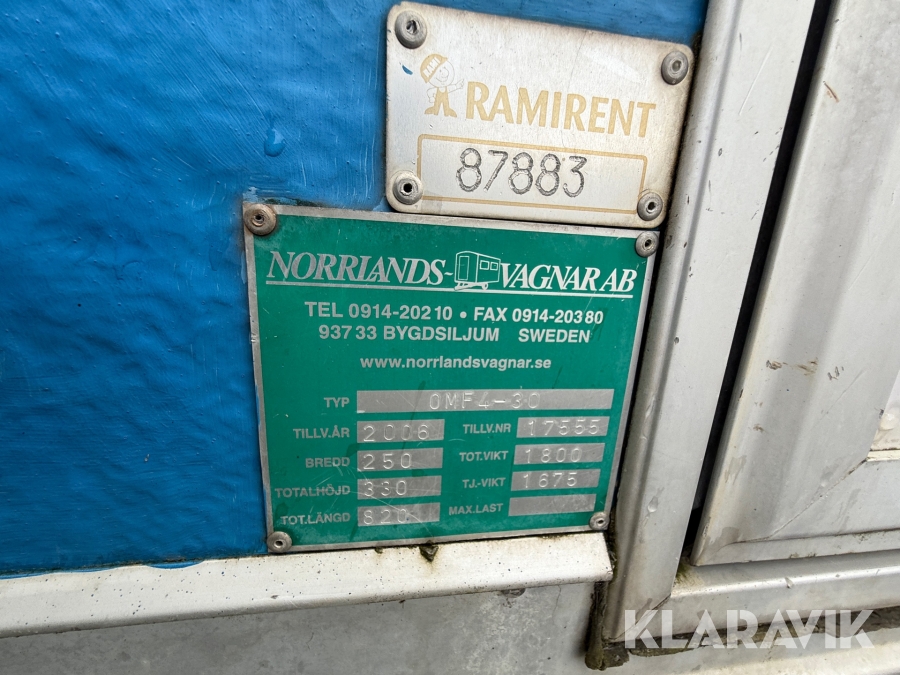 RAMIRENT
87883
NORRLANDS- VAGNAR AB
TEL 0914-202 10 • FAX 0914-203 80
937 33 BYGDSILJUM SWEDEN
www.norrlandsvagnar.se
TYP OMF4-30
TILLV.ÅR 2006 TILLV.NR 17555
BREDD 250 TOT.VIKT 1800
TOTALHÖJD 330 TJ.-VIKT 1675
TOT.LÄNGD 820 MAX.LAST
KLARAVIK